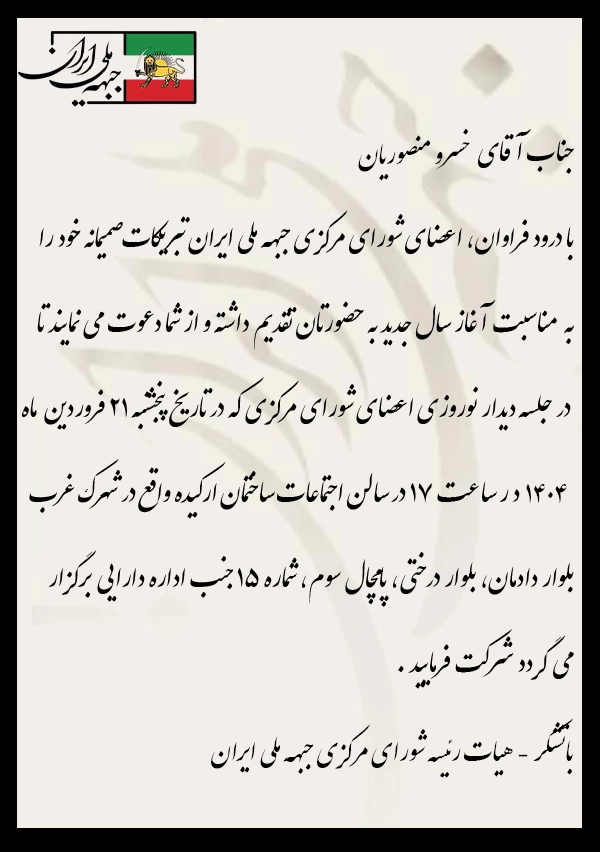 جبهه ملی ایران
جناب آقای خسرو منصوریان
با درود فراوان، اعضای شورای مرکزی جبهه ملی ایران تبریکات صمیمانه خود را
به مناسبت آغاز سال جدید به حضورتان تقدیم داشته و از شما دعوت می نمایند تا
در جلسه دیدار نوروزی اعضای شورای مرکزی که در تاریخ پنجشبه ۲۱ فروردین ماه
۱۴۰۴ در ساعت ۱۷ در سالن اجتماعات ساختمان ارکیده واقع در شهرک غرب
بلوار دادمان، بلوار درختی، پامچال سوم، شماره ۱۵ جنب اداره دارایی برگزار
می گردد شرکت فرمایید .
باتشکر - هیات رئیسه شورای مرکزی جبهه ملی ایران